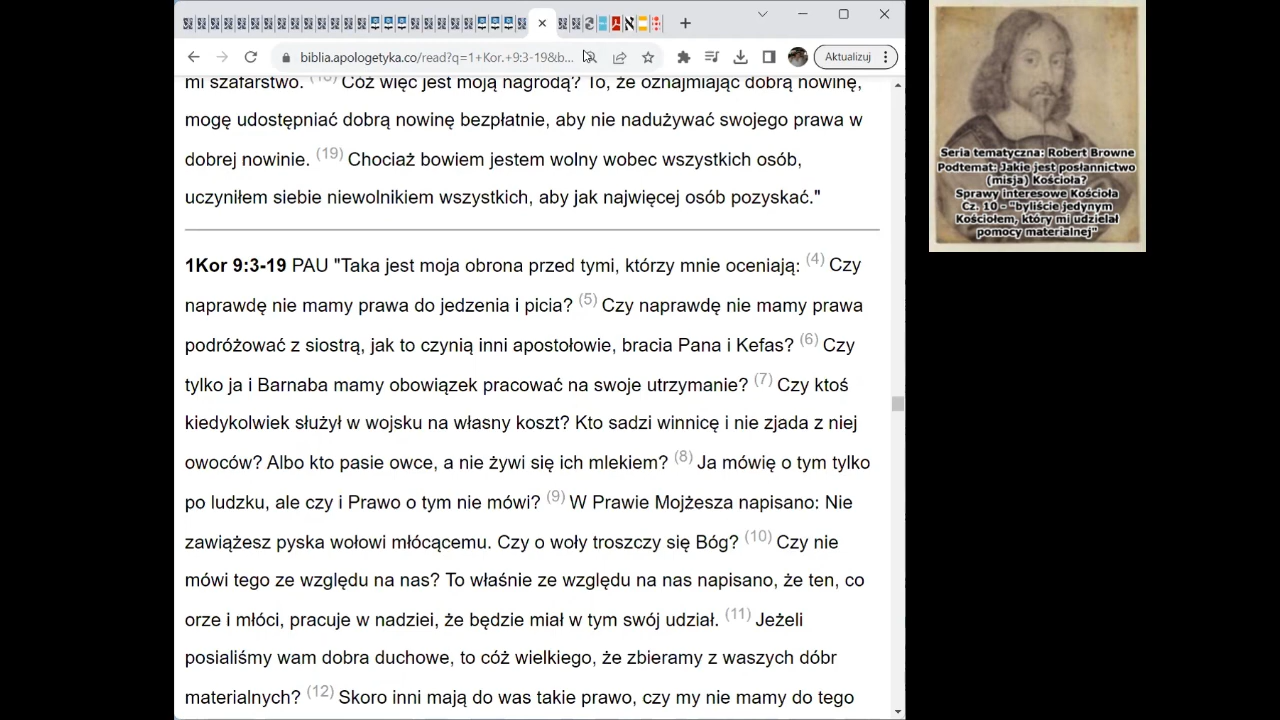 biblia.apologetyka.co/read?q=1+Kor.+9:3-19&b...
Aktualizuj
mi szafarstwo. (18) Cóż więc jest moją nagrodą? To, że oznajmiając dobrą nowinę,
mogę udostępniać dobrą nowinę bezpłatnie, aby nie nadużywać swojego prawa w
dobrej nowinie. (19) Chociaż bowiem jestem wolny wobec wszystkich osób,
uczyniłem siebie niewolnikiem wszystkich, aby jak najwięcej osób pozyskać."
1Kor 9:3-19 PAU "Taka jest moja obrona przed tymi, którzy mnie oceniają: (4) Czy
naprawdę nie mamy prawa do jedzenia i picia? (5) Czy naprawdę nie mamy prawa
podróżować z siostrą, jak to czynią inni apostołowie, bracia Pana i Kefas? (6) Czy
tylko ja i Barnaba mamy obowiązek pracować na swoje utrzymanie? (7) Czy ktoś
kiedykolwiek służył w wojsku na własny koszt? Kto sadzi winnicę i nie zjada z niej
owoców? Albo kto pasie owce, a nie żywi się ich mlekiem? (8) Ja mówię o tym tylko
po ludzku, ale czy i Prawo o tym nie mówi? (9) W Prawie Mojżesza napisano: Nie
zawiążesz pyska wołowi młócącemu. Czy o woły troszczy się Bóg? (10) Czy nie
mówi tego ze względu na nas? To właśnie ze względu na nas napisano, że ten, co
orze i młóci, pracuje w nadziei, że będzie miał w tym swój udział. (11) Jeżeli
posialiśmy wam dobra duchowe, to cóż wielkiego, że zbieramy z waszych dóbr
materialnych? (12) Skoro inni mają do was takie prawo, czy my nie mamy do tego
Seria tematyczna: Robert Browne
Podtemat: Jakie jest posłannictwo
(misja) Kościoła?
Sprawy interesowe Kościoła
Cz. 10 - "byliście jedynym
Kościołem, który mi udzielał
pomocy materialnej"